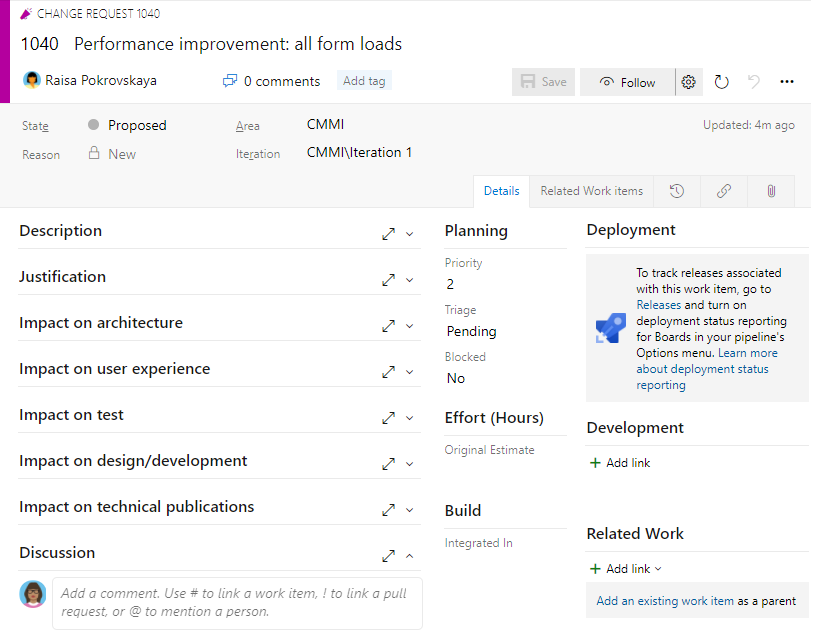 CHANGE REQUEST 1040
1040 Performance improvement: all form loads
Raisa Pokrovskaya
0 comments
Add tag
Save
Follow
State
Proposed
Area
CMMI
Updated: 4m ago
Reason
New
Iteration
CMMI\Iteration 1
Details
Related Work items
Description
Justification
Impact on architecture
Impact on user experience
Impact on test
Impact on design/development
Impact on technical publications
Discussion
Add a comment. Use # to link a work item, ! to link a pull
request, or @ to mention a person.
Planning
Priority
2
Triage
Pending
Blocked
No
Effort (Hours)
Original Estimate
Build
Integrated In
Deployment
To track releases associated
with this work item, go to
Releases and turn on
deployment status reporting
for Boards in your pipeline's
Options menu. Learn more
about deployment status
reporting
Development
+ Add link
Related Work
+ Add link
Add an existing work item as a parent